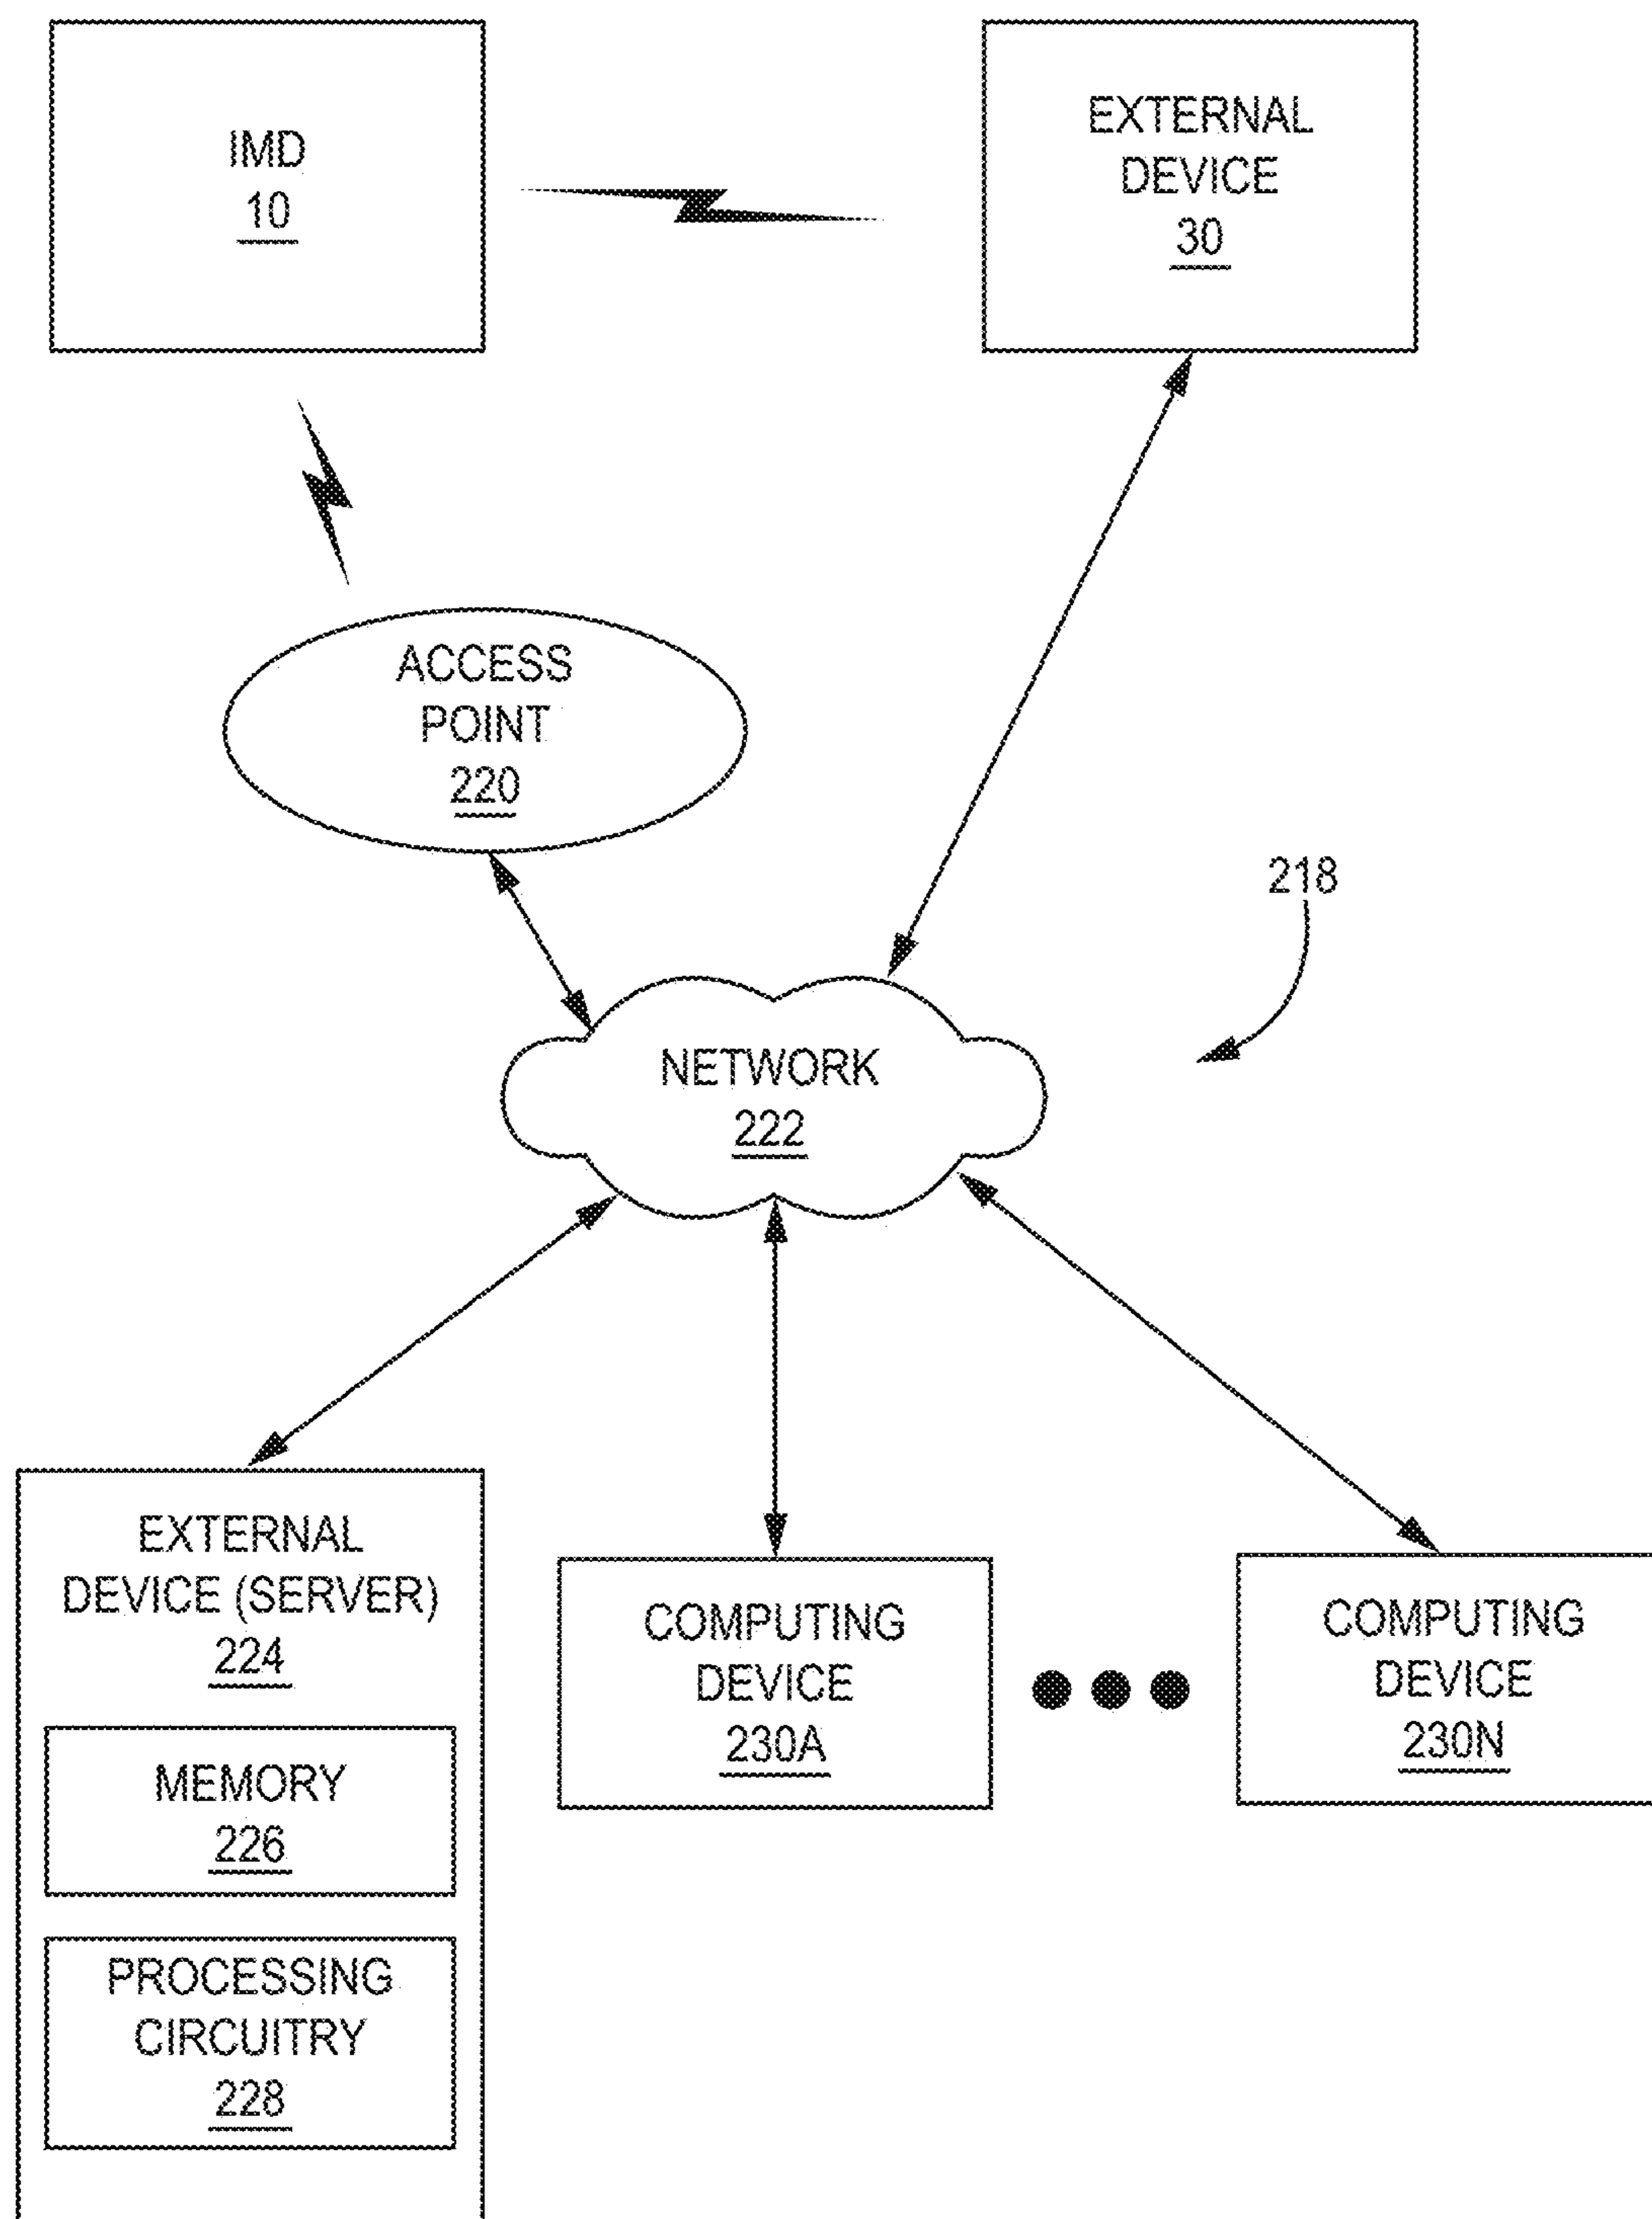 IMD
10
EXTERNAL
DEVICE
30
ACCESS
POINT
220
218
NETWORK
222
EXTERNAL
DEVICE (SERVER)
224
MEMORY
226
PROCESSING
CIRCUITRY
228
COMPUTING
DEVICE
230A
COMPUTING
DEVICE
230N